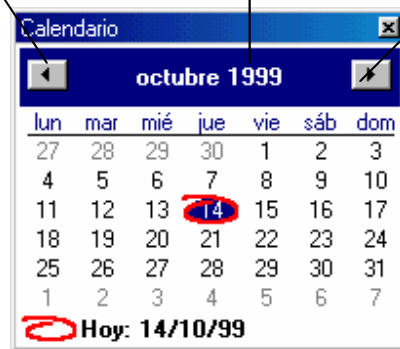 Calendario
octubre 1999
lun mar mié jue vie sáb dom
27 28 29 30 1 2 3
4 5 6 7 8 9 10
11 12 13 14 15 16 17
18 19 20 21 22 23 24
25 26 27 28 29 30 31
1 2 3 4 5 6 7
Hoy: 14/10/99